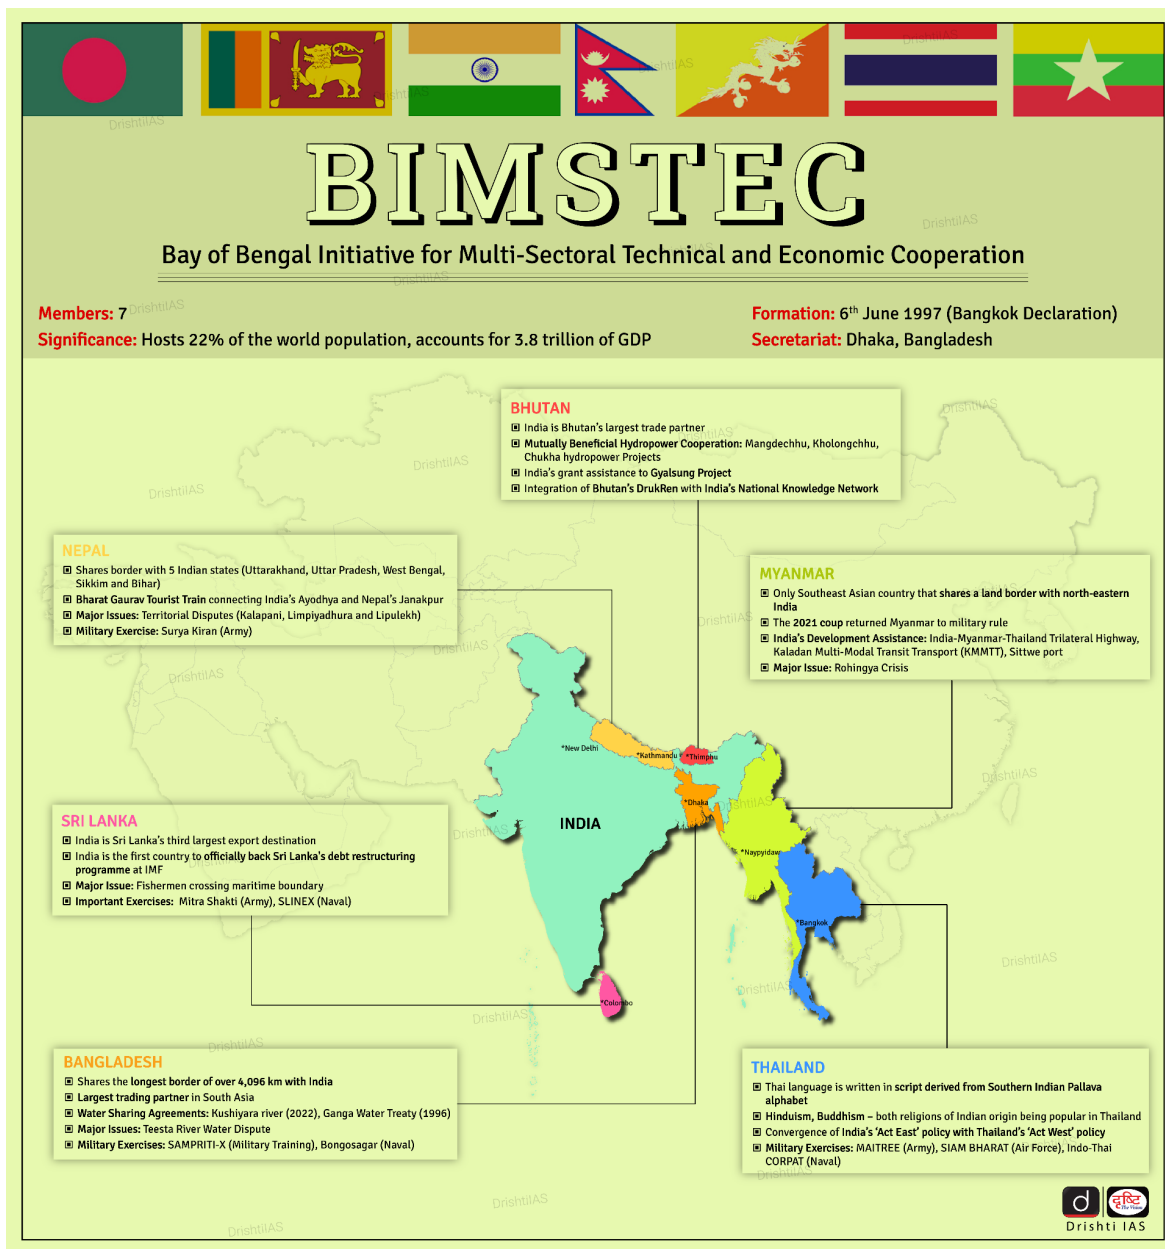 BIMSTEC
Bay of Bengal Initiative for Multi-Sectoral Technical and Economic Cooperation
Members: 7
Significance: Hosts 22% of the world population, accounts for 3.8 trillion of GDP
Formation: 6th June 1997 (Bangkok Declaration)
Secretariat: Dhaka, Bangladesh
BHUTAN
India is Bhutan's largest trade partner
Mutually Beneficial Hydropower Cooperation: Mangdechhu, Kholongchhu,
Chukha hydropower Projects
India's grant assistance to Gyalsung Project
Integration of Bhutan's DrukRen with India's National Knowledge Network
NEPAL
Shares border with 5 Indian states (Uttarakhand, Uttar Pradesh, West Bengal,
Sikkim and Bihar)
Bharat Gaurav Tourist Train connecting India's Ayodhya and Nepal's Janakpur
Major Issues: Territorial Disputes (Kalapani, Limpiyadhura and Lipulekh)
Military Exercise: Surya Kiran (Army)
MYANMAR
Only Southeast Asian country that shares a land border with north-eastern
India
The 2021 coup returned Myanmar to military rule
India's Development Assistance: India-Myanmar-Thailand Trilateral Highway,
Kaladan Multi-Modal Transit Transport (KMMTT), Sittwe port
Major Issue: Rohingya Crisis
*New Delhi
*Kathmandu
*Thimphu
*Dhaka
INDIA
*Naypyidaw
*Bangkok
*Colombo
SRI LANKA
India is Sri Lanka's third largest export destination
India is the first country to officially back Sri Lanka's debt restructuring
programme at IMF
Major Issue: Fishermen crossing maritime boundary
Important Exercises: Mitra Shakti (Army), SLINEX (Naval)
BANGLADESH
Shares the longest border of over 4,096 km with India
Largest trading partner in South Asia
Water Sharing Agreements: Kushiyara river (2022), Ganga Water Treaty (1996)
Major Issues: Teesta River Water Dispute
Military Exercises: SAMPRITI-X (Military Training), Bongosagar (Naval)
THAILAND
Thai language is written in script derived from Southern Indian Pallava
alphabet
Hinduism, Buddhism – both religions of Indian origin being popular in Thailand
Convergence of India's 'Act East' policy with Thailand's 'Act West' policy
Military Exercises: MAITREE (Army), SIAM BHARAT (Air Force), Indo-Thai
CORPAT (Naval)
d
दृष्टि
The Vision
Drishti IAS